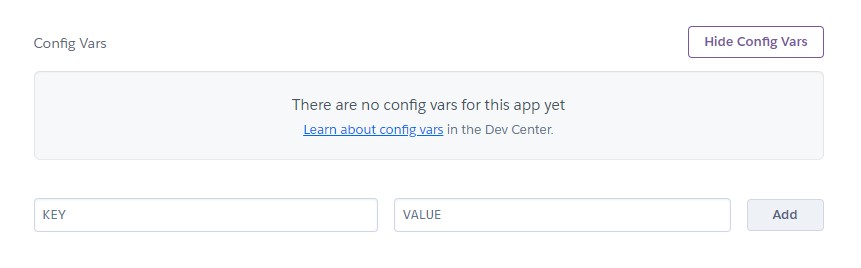 Config Vars
Hide Config Vars
There are no config vars for this app yet
Learn about config vars in the Dev Center.
KEY
VALUE
Add